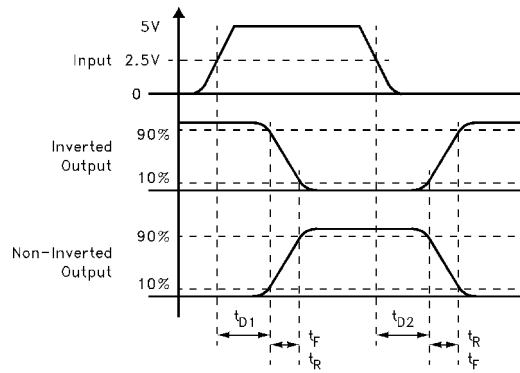 5V
Input 2.5V
0
Inverted
Output
90%
10%
Non-Inverted
Output
90%
10%
tD1
tF
tR
tD2
tR
tF